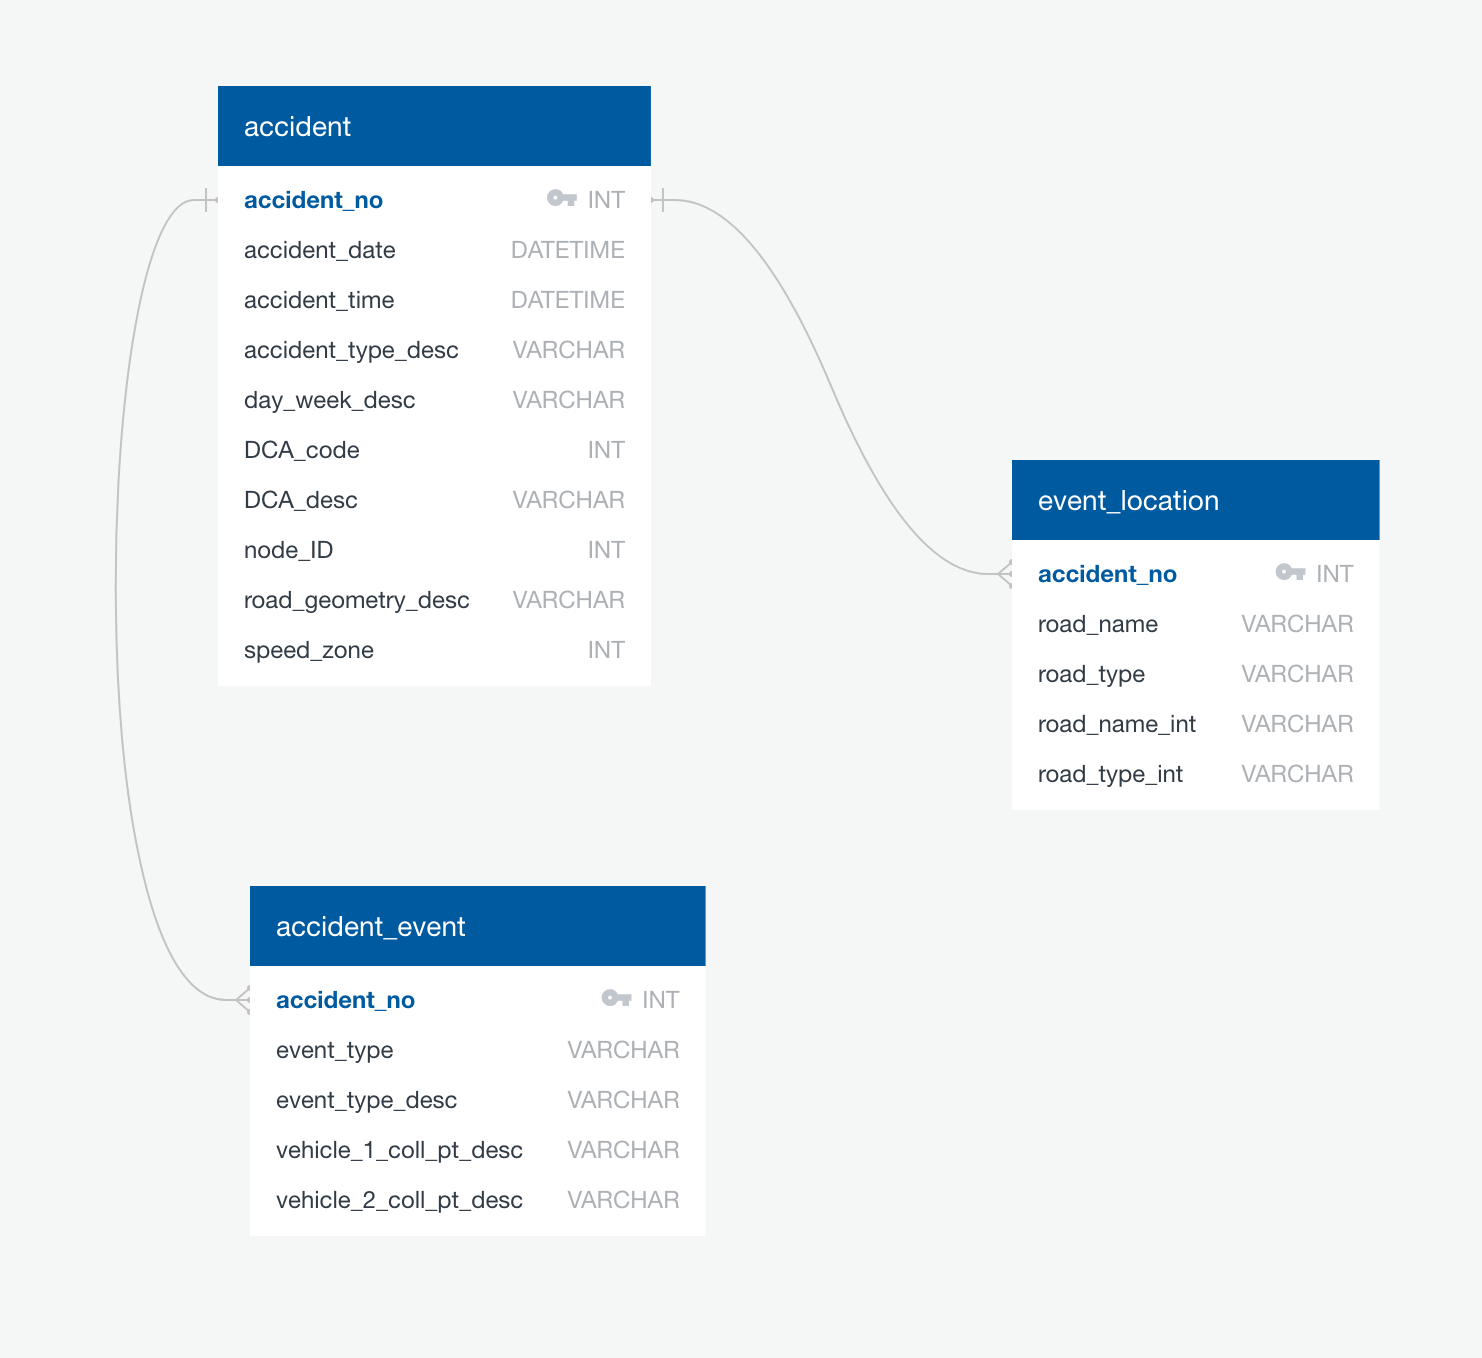 accident
accident_no INT
accident_date DATETIME
accident_time DATETIME
accident_type_desc VARCHAR
day_week_desc VARCHAR
DCA_code INT
DCA_desc VARCHAR
node_ID INT
road_geometry_desc VARCHAR
speed_zone INT
event_location
accident_no INT
road_name VARCHAR
road_type VARCHAR
road_name_int VARCHAR
road_type_int VARCHAR
accident_event
accident_no INT
event_type VARCHAR
event_type_desc VARCHAR
vehicle_1_coll_pt_desc VARCHAR
vehicle_2_coll_pt_desc VARCHAR